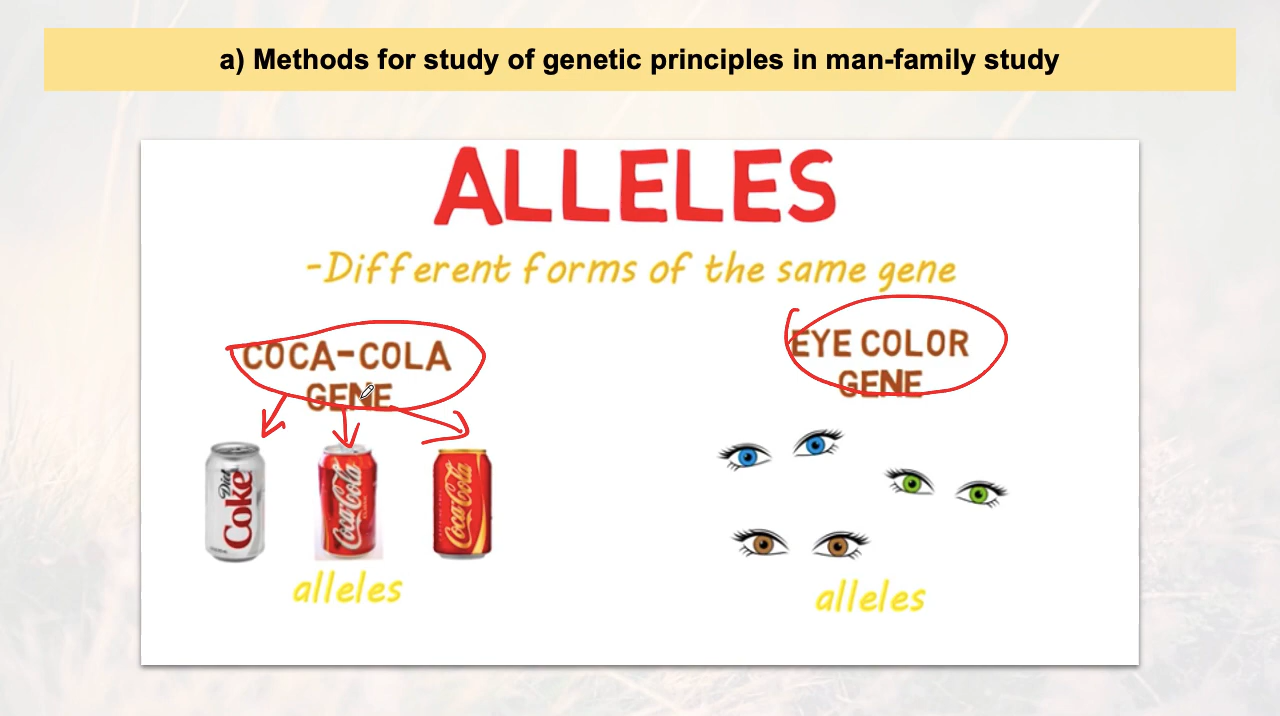 a) Methods for study of genetic principles in man-family study
ALLELES
-Different forms of the same gene
COCA-COLA
GENE
EYE COLOR
GENE
Diet
Coke
Coca-Cola
CLASSIC
Coca-Cola
alleles
alleles